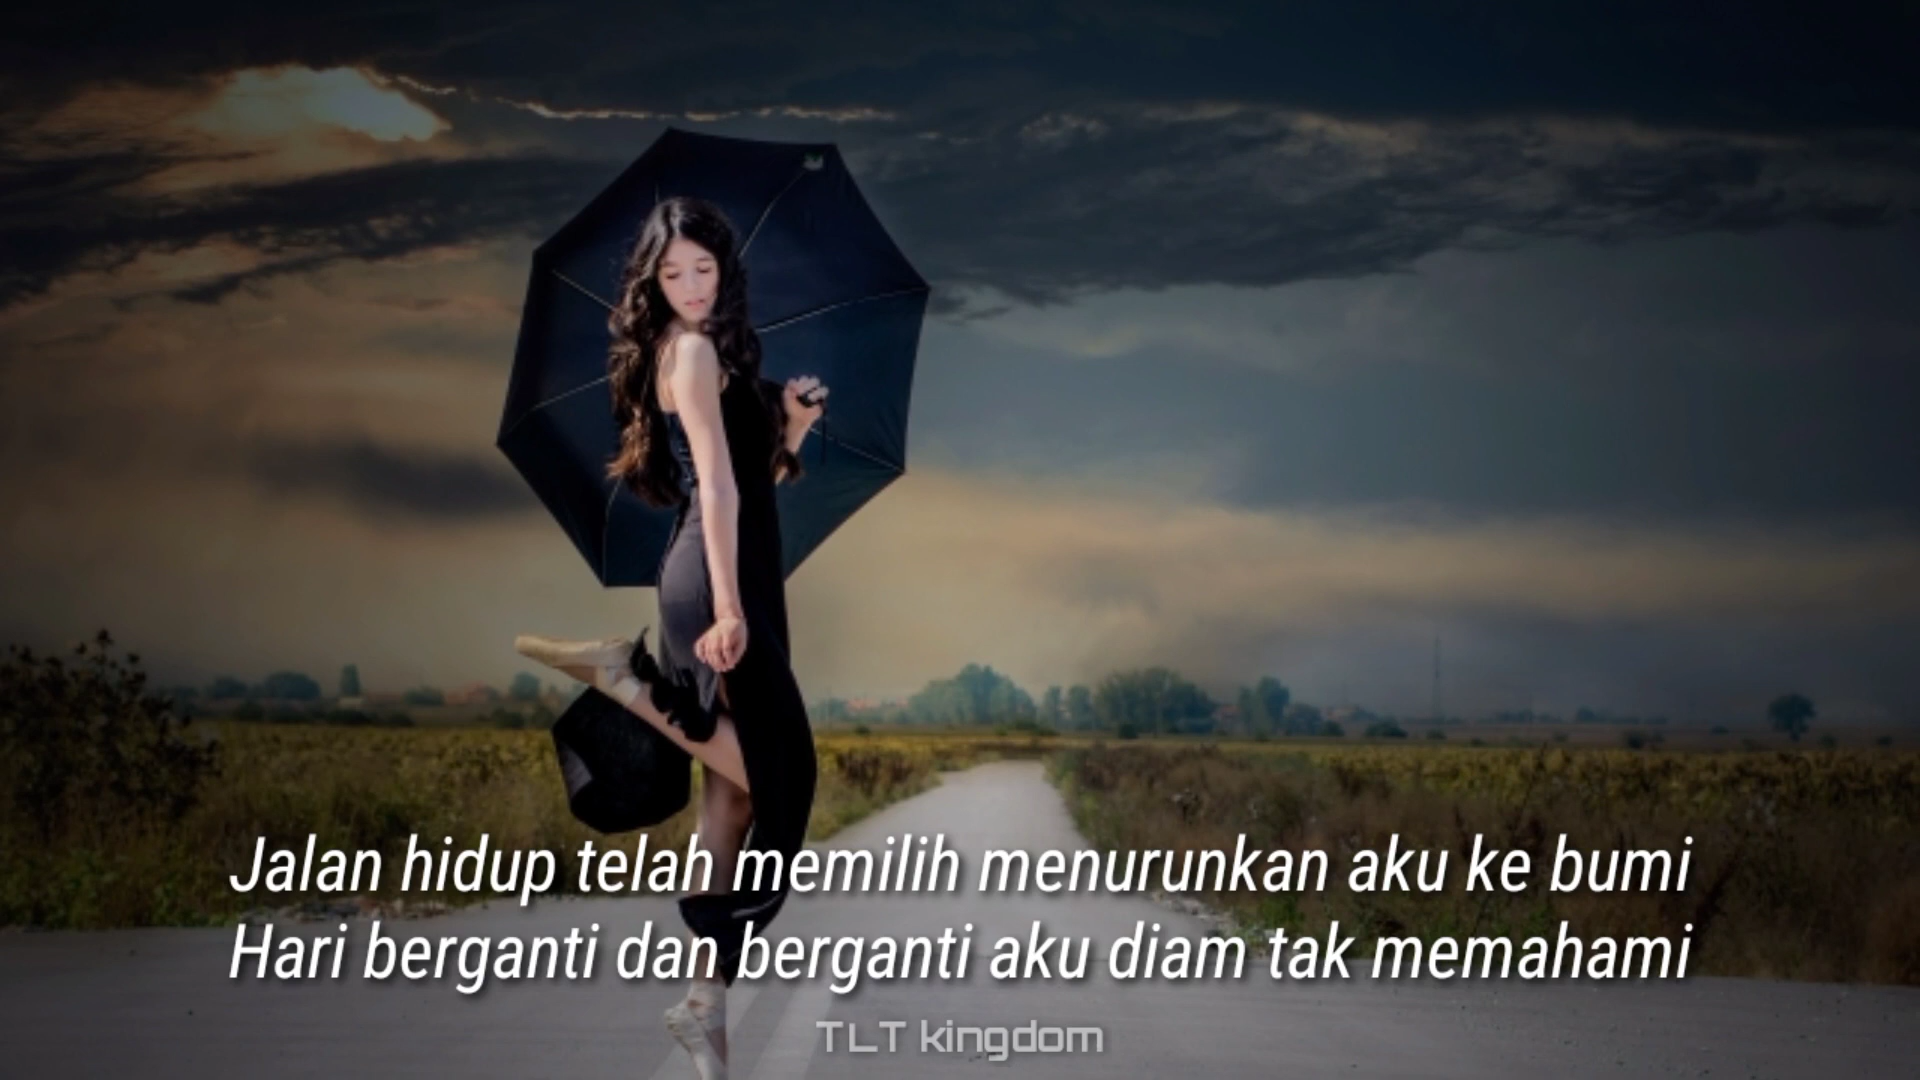 Jalan hidup telah memilih menurunkan aku ke bumi
Hari berganti dan berganti aku diam tak memahami
TLT kingdom